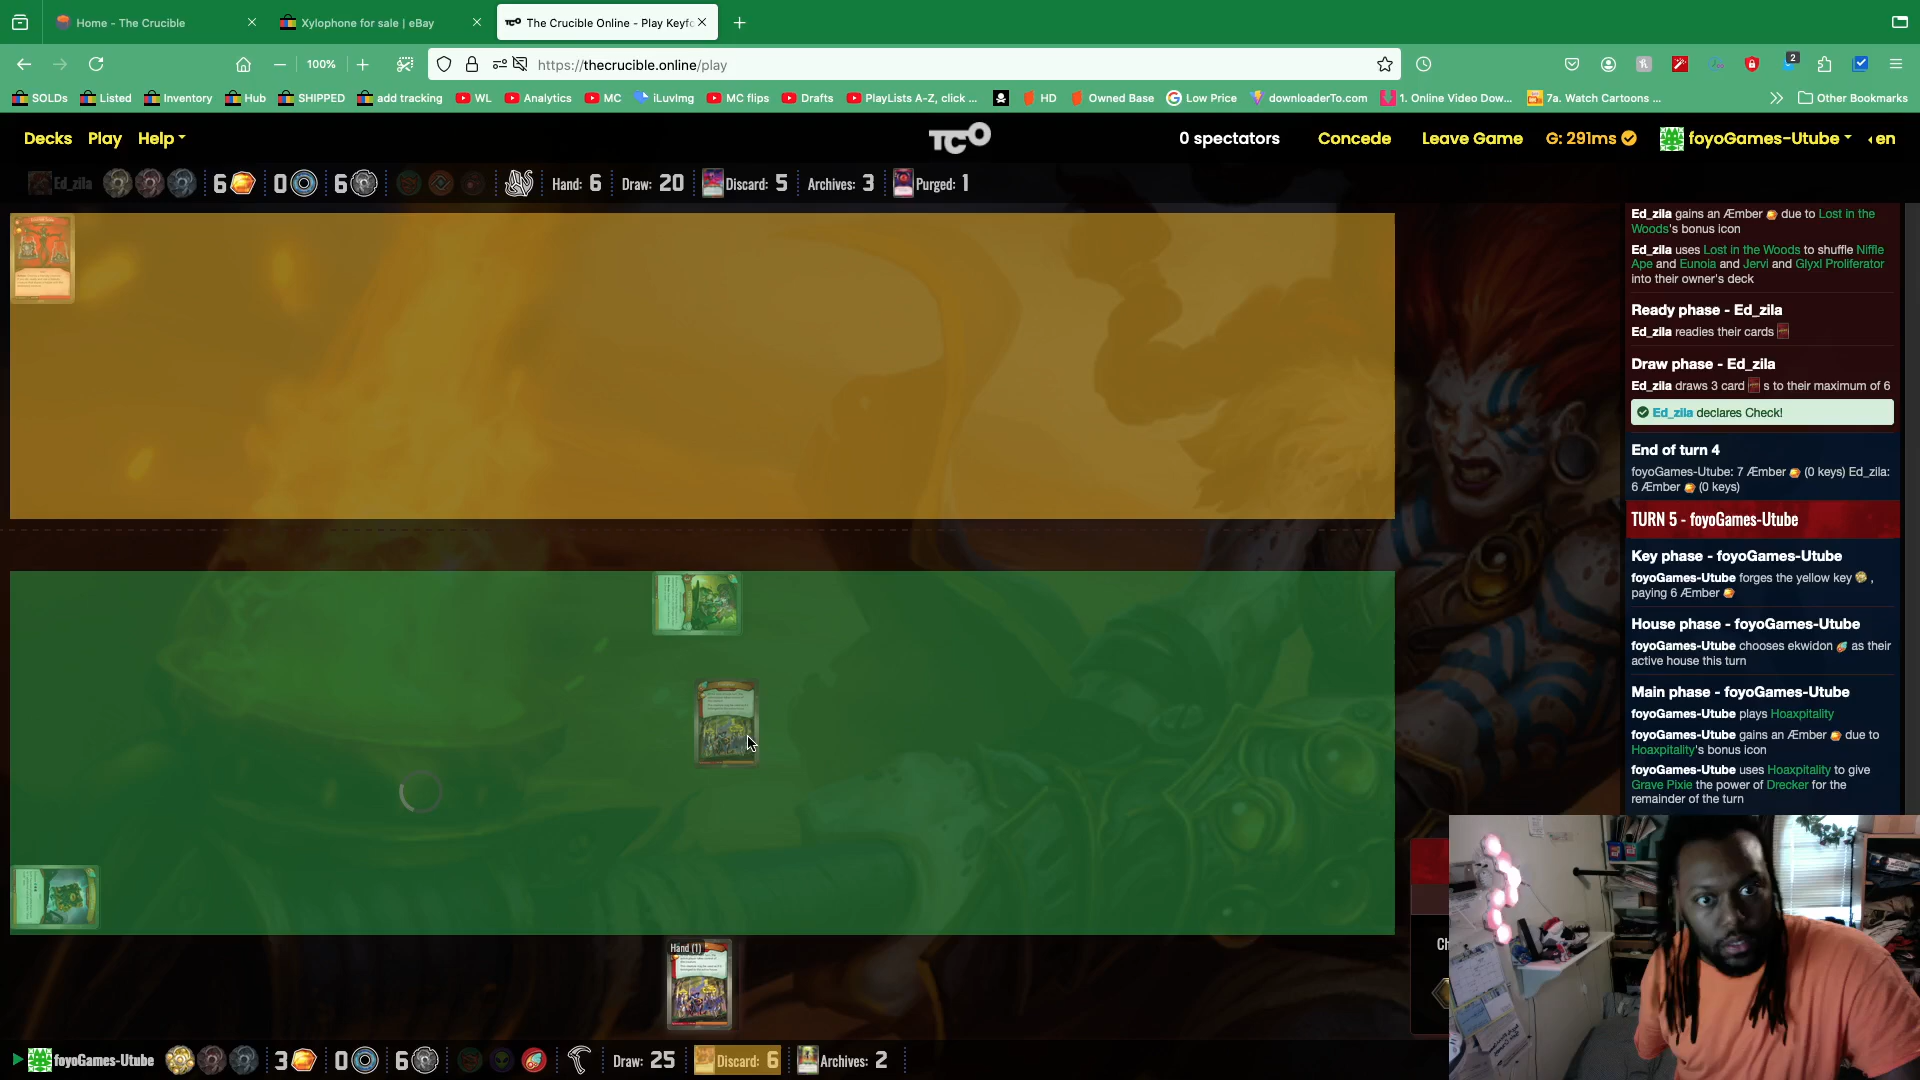 Home - The Crucible
Xylophone for sale | eBay
The Crucible Online - Play Keyfo
100%
https://thecrucible.online/play
2
SOLDs
Listed
Inventory
Hub
SHIPPED
add tracking
WL
Analytics
MC
iLuvImg
MC flips
Drafts
PlayLists A-Z, click ...
HD
Owned Base
Low Price
downloaderTo.com
1. Online Video Dow...
7a. Watch Cartoons ...
Other Bookmarks
Decks
Play
Help
TCO
0 spectators
Concede
Leave Game
G: 291ms
foyoGames-Utube
en
Ed_zila
6
0
6
Hand: 6
Draw: 20
Discard: 5
Archives: 3
Purged: 1
Ed_zila gains an Æmber due to Lost in the
Woods's bonus icon
Ed_zila uses Lost in the Woods to shuffle Niffle
Ape and Eunoia and Jervi and Glyxl Proliferator
into their owner's deck
Ready phase - Ed_zila
Ed_zila readies their cards
Draw phase - Ed_zila
Ed_zila draws 3 card s to their maximum of 6
Ed_zila declares Check!
End of turn 4
foyoGames-Utube: 7 Æmber (0 keys) Ed_zila:
6 Æmber (0 keys)
TURN 5 - foyoGames-Utube
Key phase - foyoGames-Utube
foyoGames-Utube forges the yellow key ,
paying 6 Æmber
House phase - foyoGames-Utube
foyoGames-Utube chooses ekwidon as their
active house this turn
Main phase - foyoGames-Utube
foyoGames-Utube plays Hoaxpitality
foyoGames-Utube gains an Æmber due to
Hoaxpitality's bonus icon
foyoGames-Utube uses Hoaxpitality to give
Grave Pixie the power of Drecker for the
remainder of the turn
Hand (1)
Ch
foyoGames-Utube
3
0
6
Draw: 25
Discard: 6
Archives: 2